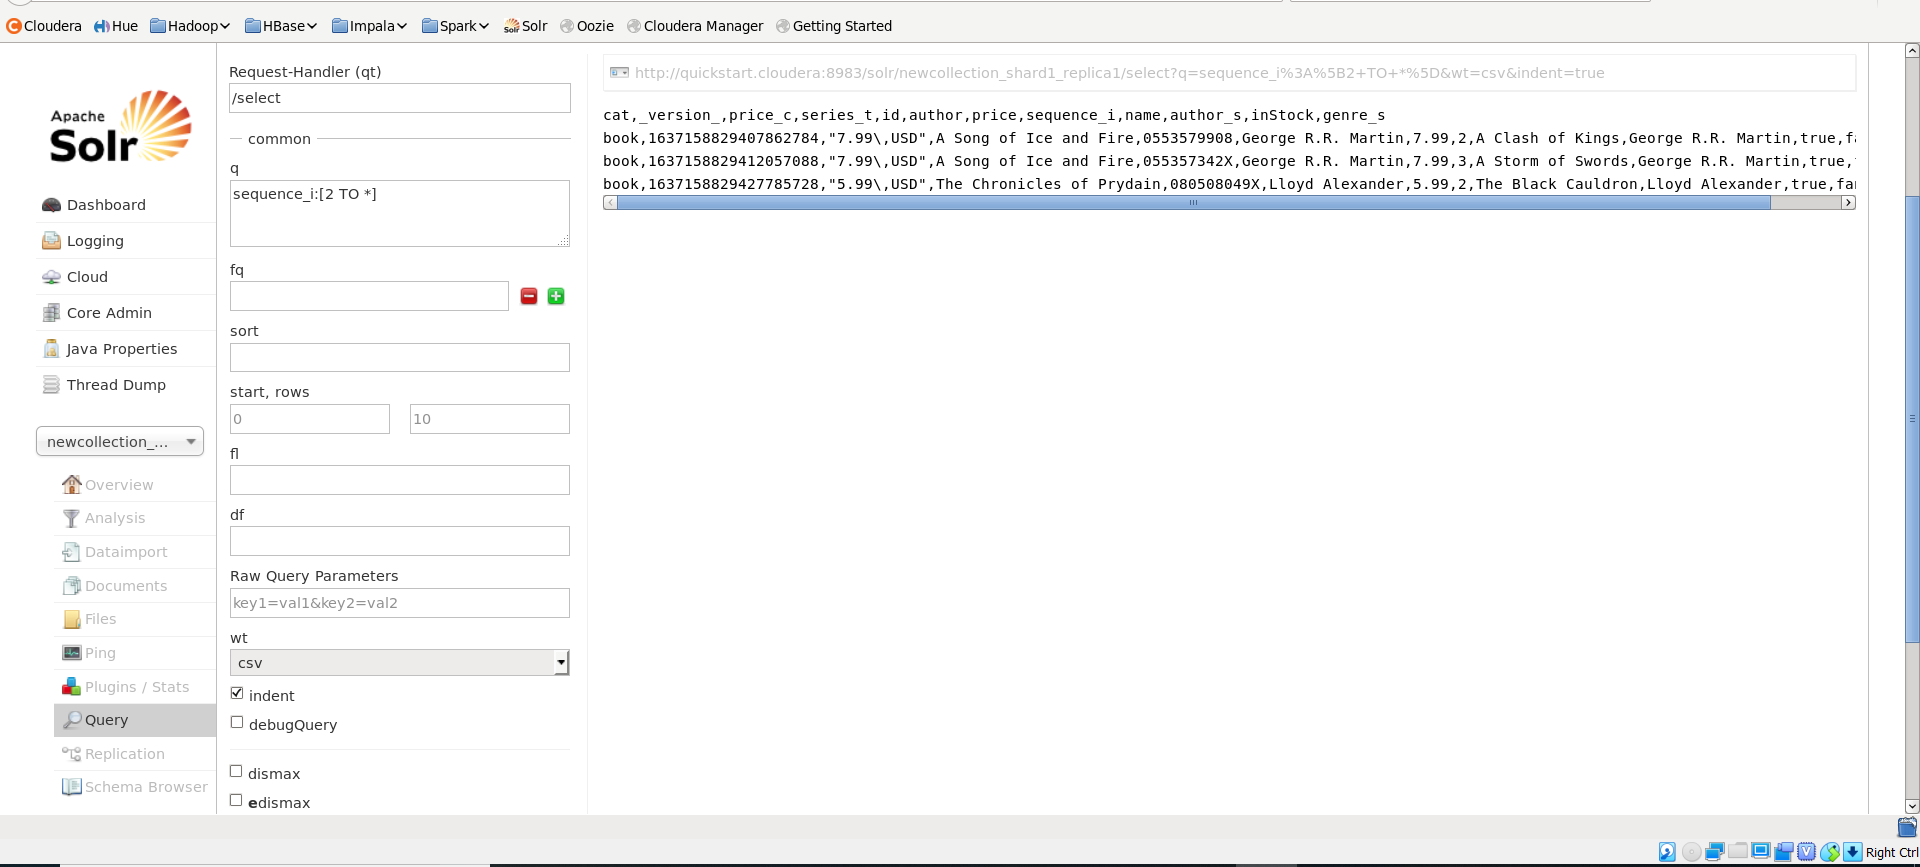 Cloudera Hue Hadoop HBase Impala Spark Solr Oozie Cloudera Manager Getting Started
Apache
Solr
Dashboard
Logging
Cloud
Core Admin
Java Properties
Thread Dump
newcollection_...
Overview
Analysis
Dataimport
Documents
Files
Ping
Plugins / Stats
Query
Replication
Schema Browser
Request-Handler (qt)
/select
common
q
sequence_i:[2 TO *]
fq
sort
start, rows
0 10
fl
df
Raw Query Parameters
key1=val1&key2=val2
wt
csv
indent
debugQuery
dismax
edismax
http://quickstart.cloudera:8983/solr/newcollection_shard1_replica1/select?q=sequence_i%3A%5B2+TO+*%5D&wt=csv&indent=true
cat,_version_,price_c,series_t,id,author,price,sequence_i,name,author_s,inStock,genre_s
book,1637158829407862784,"7.99\,USD",A Song of Ice and Fire,0553579908,George R.R. Martin,7.99,2,A Clash of Kings,George R.R. Martin,true,fa
book,1637158829412057088,"7.99\,USD",A Song of Ice and Fire,055357342X,George R.R. Martin,7.99,3,A Storm of Swords,George R.R. Martin,true,
book,1637158829427785728,"5.99\,USD",The Chronicles of Prydain,080508049X,Lloyd Alexander,5.99,2,The Black Cauldron,Lloyd Alexander,true,fan
Right Ctrl